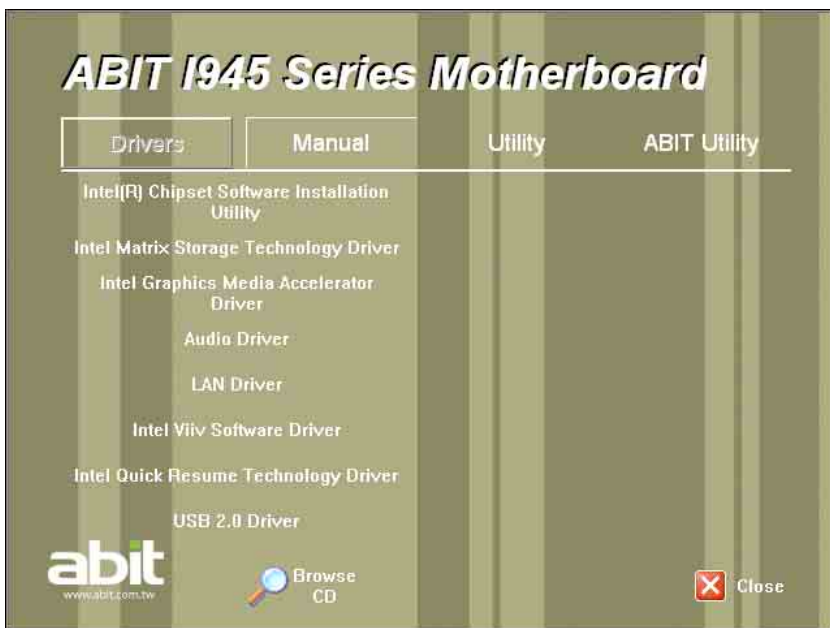 ABIT I945 Series Motherboard
Drivers
Manual
Utility
ABIT Utility
Intel(R) Chipset Software Installation
Utility
Intel Matrix Storage Technology Driver
Intel Graphics Media Accelerator
Driver
Audio Driver
LAN Driver
Intel Viiv Software Driver
Intel Quick Resume Technology Driver
USB 2.0 Driver
abit
www.abit.com.tw
Browse
CD
Close